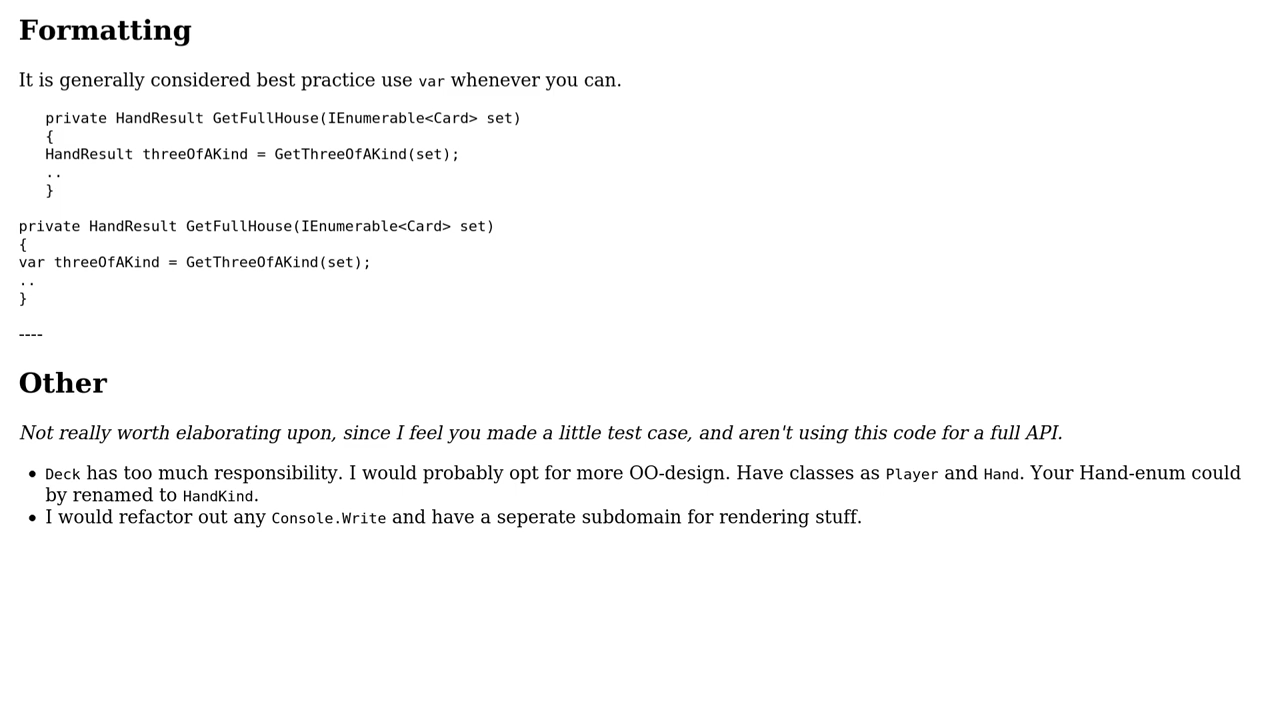 Formatting
It is generally considered best practice use var whenever you can.
private HandResult GetFullHouse(IEnumerable<Card> set)
{
HandResult threeOfAKind = GetThreeOfAKind(set);
..
}
private HandResult GetFullHouse(IEnumerable<Card> set)
{
var threeOfAKind = GetThreeOfAKind(set);
..
}
----
Other
Not really worth elaborating upon, since I feel you made a little test case, and aren't using this code for a full API.
• Deck has too much responsibility. I would probably opt for more OO-design. Have classes as Player and Hand. Your Hand-enum could
by renamed to HandKind.
• I would refactor out any Console.Write and have a seperate subdomain for rendering stuff.